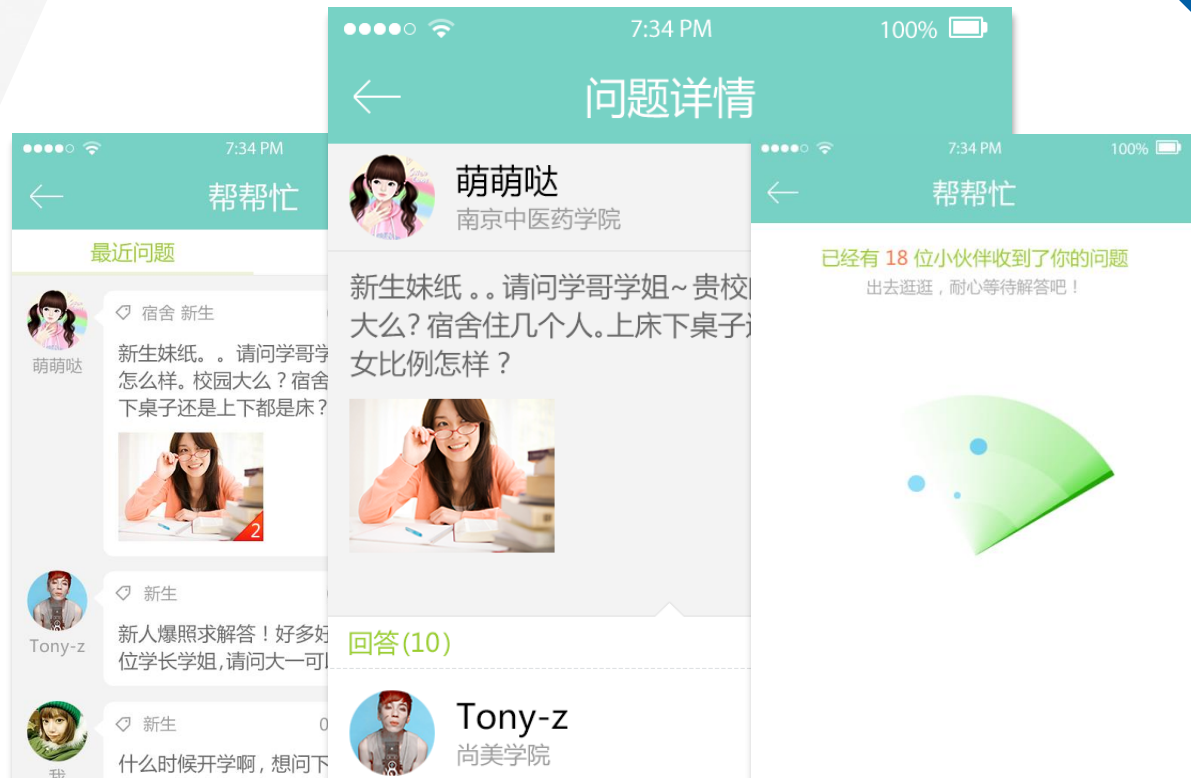 7:34 PM
帮帮忙
最近问题
萌萌哒
宿舍 新生
新生妹纸。。请问学哥学
怎么样。校园大么？宿舍
下桌子还是上下都是床？
2
Tony-z
新生
新人爆照求解答！好多好
位学长学姐,请问大一可
我
新生
0
什么时候开学啊，想问下
7:34 PM
100%
问题详情
萌萌哒
南京中医药学院
新生妹纸。。请问学哥学姐~贵校
大么？宿舍住几个人。上床下桌子
女比例怎样？
回答(10)
Tony-z
尚美学院
7:34 PM
100%
帮帮忙
已经有 18 位小伙伴收到了你的问题
出去逛逛，耐心等待解答吧！